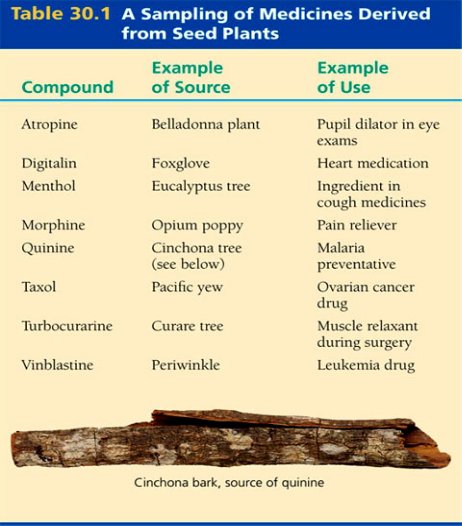 Table 30.1 A Sampling of Medicines Derived
from Seed Plants
Example Example
Compound of Source of Use
Atropine Belladonna plant Pupil dilator in eye
exams
Digitalin Foxglove Heart medication
Menthol Eucalyptus tree Ingredient in
cough medicines
Morphine Opium poppy Pain reliever
Quinine Cinchona tree Malaria
(see below) preventative
Taxol Pacific yew Ovarian cancer
drug
Turbocurarine Curare tree Muscle relaxant
during surgery
Vinblastine Periwinkle Leukemia drug
Cinchona bark, source of quinine